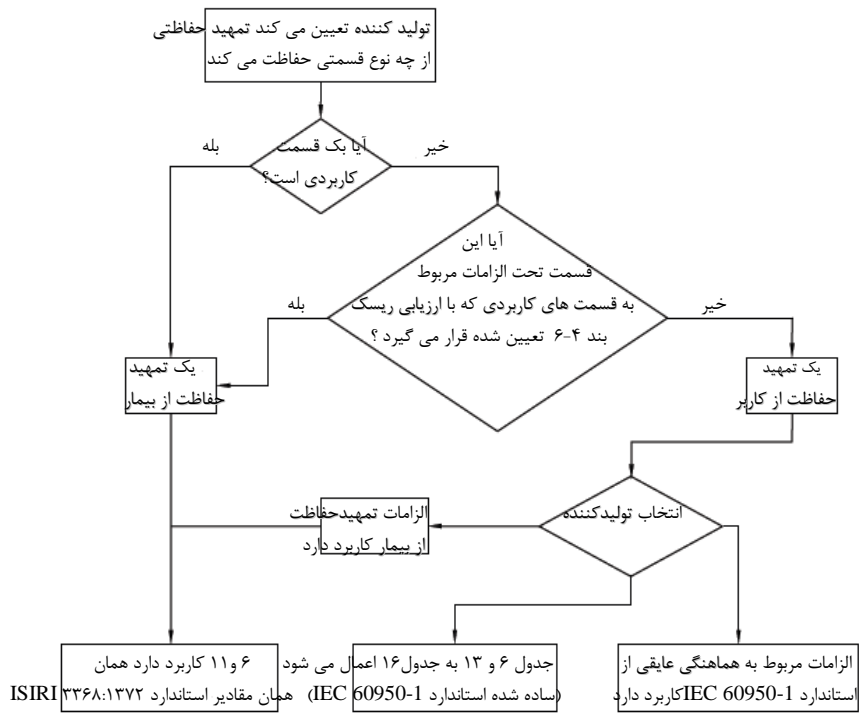 تولید کننده تعیین می کند تمهید حفاظتی
از چه نوع قسمتی حفاظت می کند
آیا بک قسمت
کاربردی است؟
بله
خیر
آیا این
قسمت تحت الزامات مربوط
به قسمت های کاربردی که با ارزیابی ریسک
بند ۴-۶ تعیین شده قرار می گیرد ؟
بله
خیر
یک تمهید
حفاظت از بیمار
یک تمهید
حفاظت از کاربر
انتخاب تولیدکننده
الزامات تمهیدحفاظت
از بیمار کاربرد دارد
۶ و۱۱ کاربرد دارد همان
همان مقادیر استاندارد ISIRI ۳۳۶۸:۱۳۷۲
جدول ۶ و ۱۳ به جدول۱۶ اعمال می شود
(ساده شده استاندارد IEC 60950-1)
الزامات مربوط به هماهنگی عایقی از
استاندارد IEC 60950-1کاربرد دارد